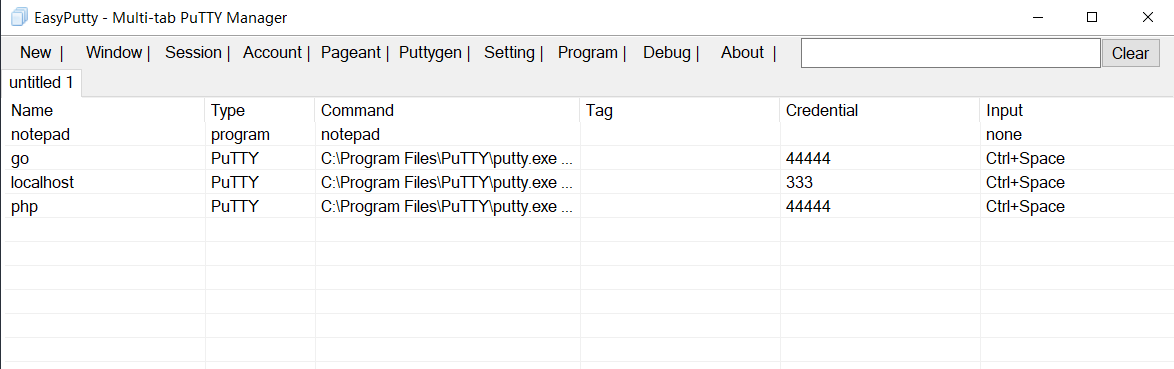 EasyPutty - Multi-tab PuTTY Manager
New | Window | Session | Account | Pageant | Puttygen | Setting | Program | Debug | About | Clear
untitled 1
Name Type Command Tag Credential Input
notepad program notepad none
go PuTTY C:\Program Files\PuTTY\putty.exe ... 44444 Ctrl+Space
localhost PuTTY C:\Program Files\PuTTY\putty.exe ... 333 Ctrl+Space
php PuTTY C:\Program Files\PuTTY\putty.exe ... 44444 Ctrl+Space